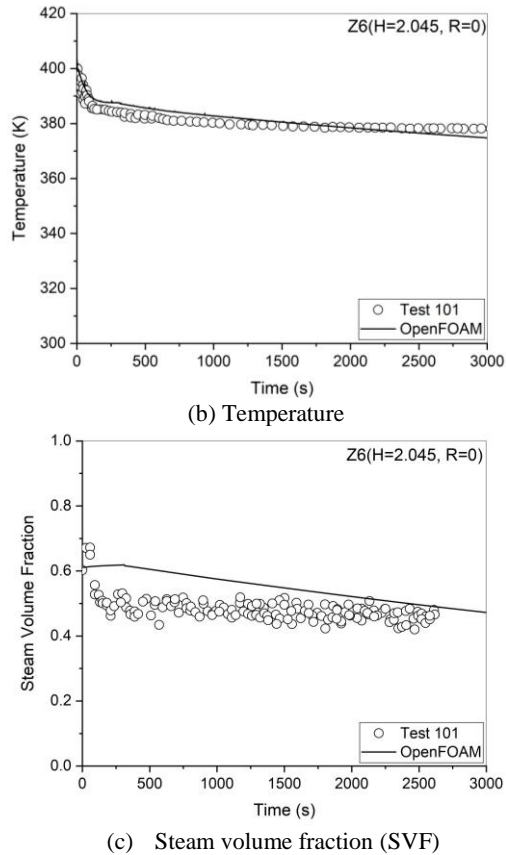 420
Z6(H=2.045, R=0)
400
380
360
340
320
300
Temperature (K)
Test 101
OpenFOAM
0 500 1000 1500 2000 2500 3000
Time (s)
(b) Temperature
1.0
Z6(H=2.045, R=0)
0.8
0.6
0.4
0.2
0.0
Steam Volume Fraction
Test 101
OpenFOAM
0 500 1000 1500 2000 2500 3000
Time (s)
(c) Steam volume fraction (SVF)